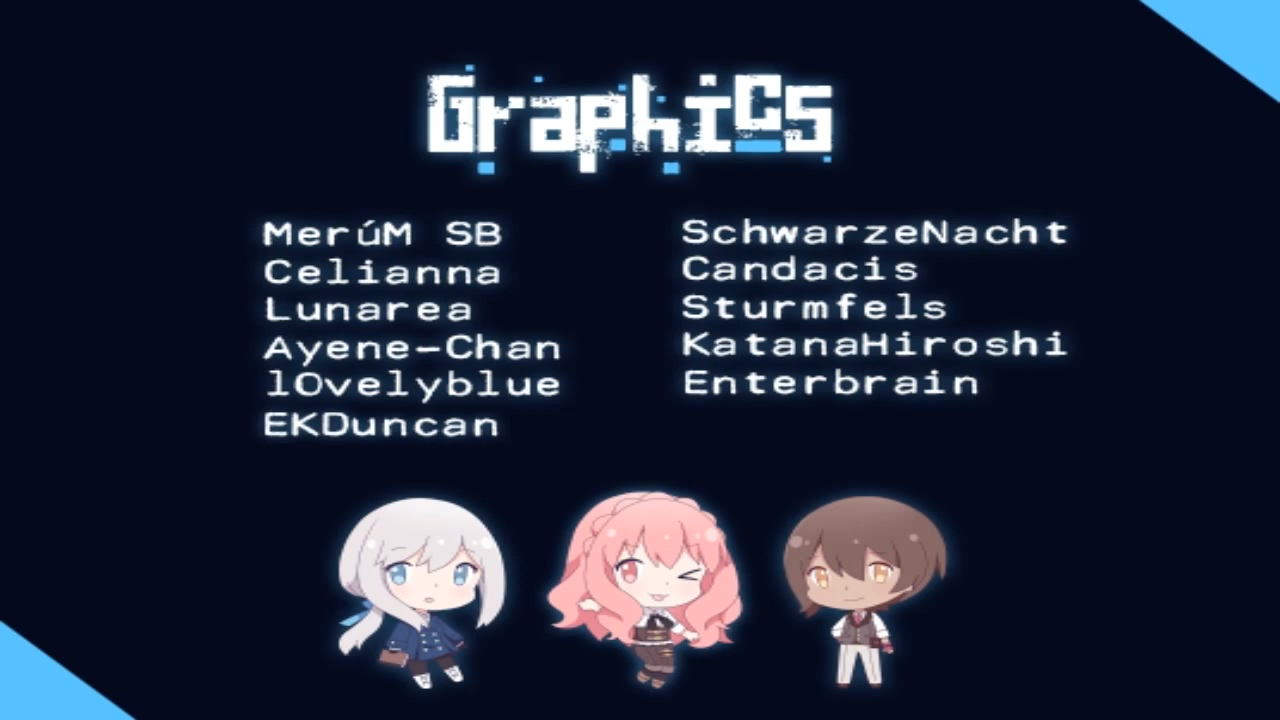 Graphics
MerúM SB
Celianna
Lunarea
Ayene-Chan
lOvelyblue
EKDuncan
SchwarzeNacht
Candacis
Sturmfels
KatanaHiroshi
Enterbrain